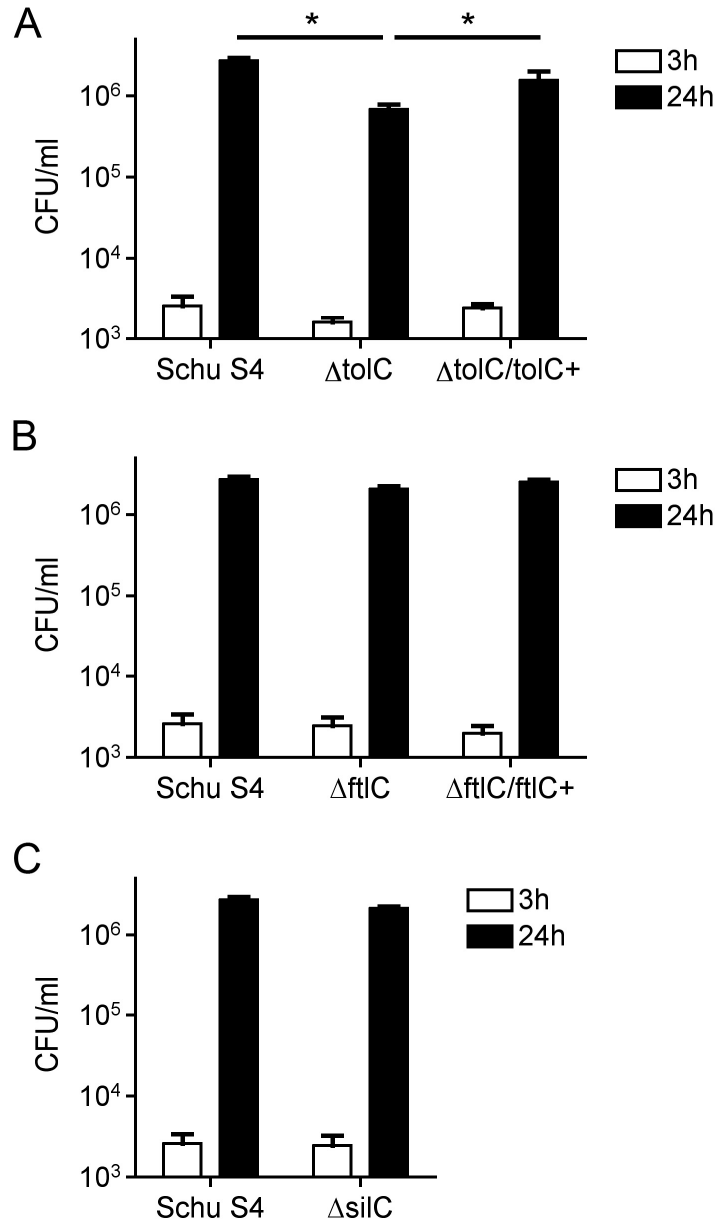 A
* *
3h
24h
10⁶
10⁵
10⁴
10³
CFU/ml
Schu S4 ΔtolC ΔtolC/tolC+
B
3h
24h
10⁶
10⁵
10⁴
10³
CFU/ml
Schu S4 ΔftlC ΔftlC/ftlC+
C
3h
24h
10⁶
10⁵
10⁴
10³
CFU/ml
Schu S4 ΔsilC